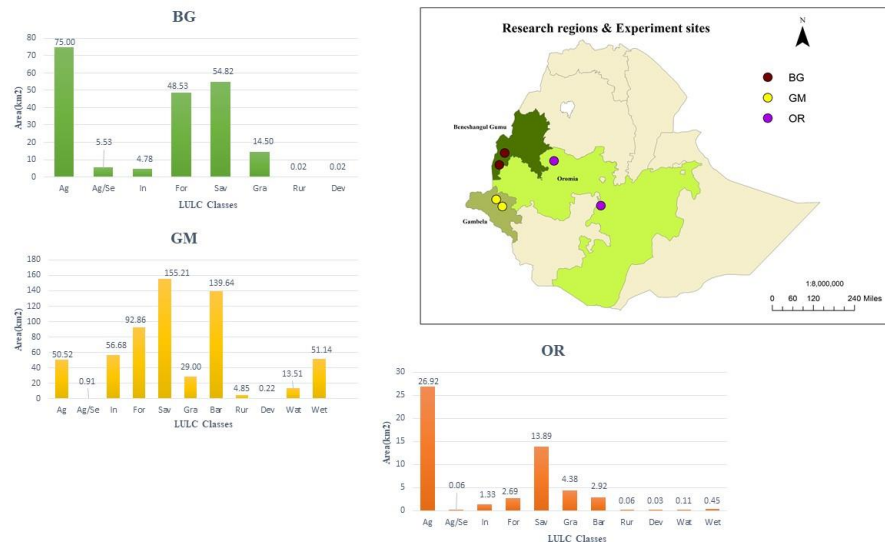 BG
80
70
60
50
40
30
20
10
0
Area(km2)
75.00
5.53
4.78
48.53
54.82
14.50
0.02
0.02
Ag Ag/Se In For Sav Gra Rur Dev
LULC Classes
Research regions & Experiment sites
N
BG
GM
OR
Beneshangul Gumu
Oromia
Gambela
1:8,000,000
0 60 120 240 Miles
GM
180
160
140
120
100
80
60
40
20
0
Area(km2)
50.52
0.91
56.68
92.86
155.21
29.00
139.64
4.85
0.22
13.51
51.14
Ag Ag/Se In For Sav Gra Bar Rur Dev Wat Wet
LULC Classes
OR
30
25
20
15
10
5
0
Area(km2)
26.92
0.06
1.33
2.69
13.89
4.38
2.92
0.06
0.03
0.11
0.45
Ag Ag/Se In For Sav Gra Bar Rur Dev Wat Wet
LULC Classes